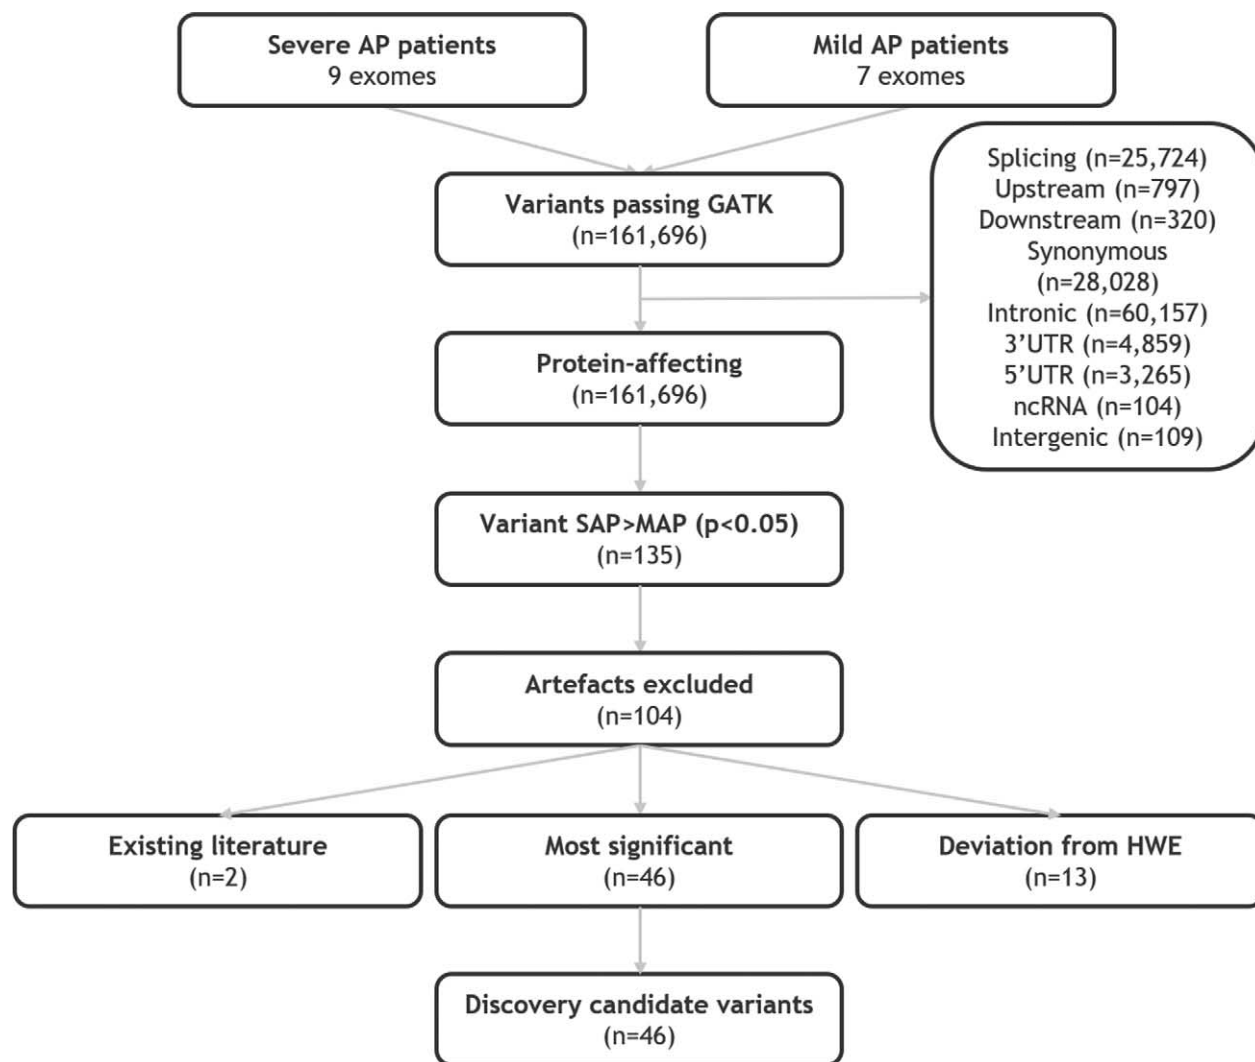 Severe AP patients
9 exomes
Mild AP patients
7 exomes
Variants passing GATK
(n=161,696)
Splicing (n=25,724)
Upstream (n=797)
Downstream (n=320)
Synonymous
(n=28,028)
Intronic (n=60,157)
3’UTR (n=4,859)
5’UTR (n=3,265)
ncRNA (n=104)
Intergenic (n=109)
Protein-affecting
(n=161,696)
Variant SAP>MAP (p<0.05)
(n=135)
Artefacts excluded
(n=104)
Existing literature
(n=2)
Most significant
(n=46)
Deviation from HWE
(n=13)
Discovery candidate variants
(n=46)